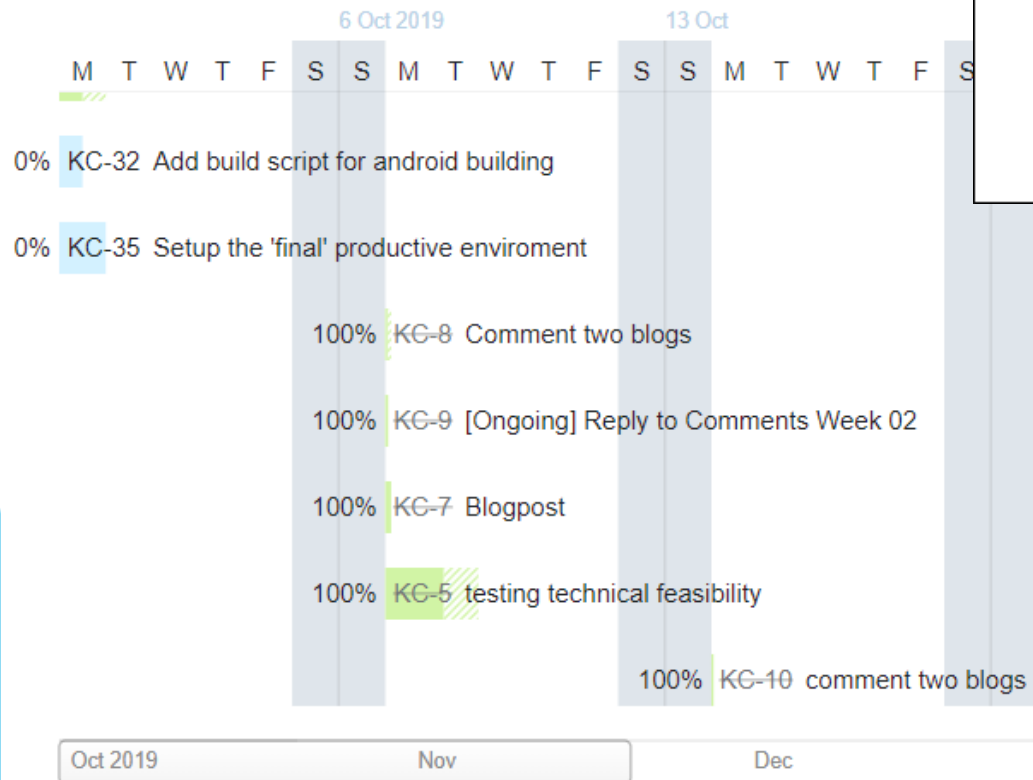 6 Oct 2019 13 Oct
M T W T F S S M T W T F S S M T W T F S
0% KC-32 Add build script for android building
0% KC-35 Setup the 'final' productive enviroment
100% KC-8 Comment two blogs
100% KC-9 [Ongoing] Reply to Comments Week 02
100% KC-7 Blogpost
100% KC-5 testing technical feasibility
100% KC-10 comment two blogs
Oct 2019 Nov Dec